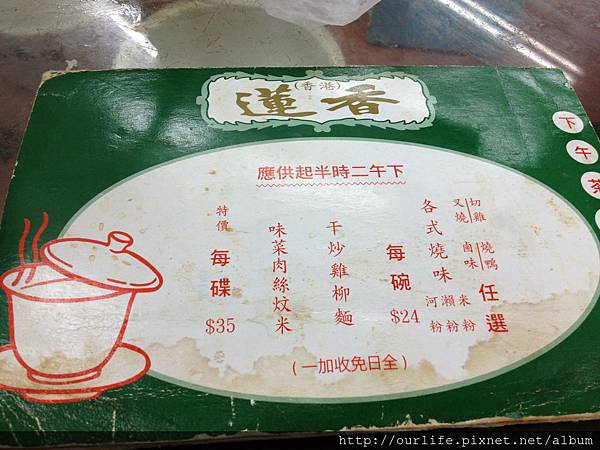 蓮(香港)香
下午茶
下午二時半起供應
切雞
叉燒
燒鴨
鹵味
任選
各式燒味
米粉
瀨粉
河粉
每碗
$24
干炒雞柳麵
味菜肉絲炆米
特價
每碟
$35
(全日免收加一)
http://ourlife.pixnet.net/album